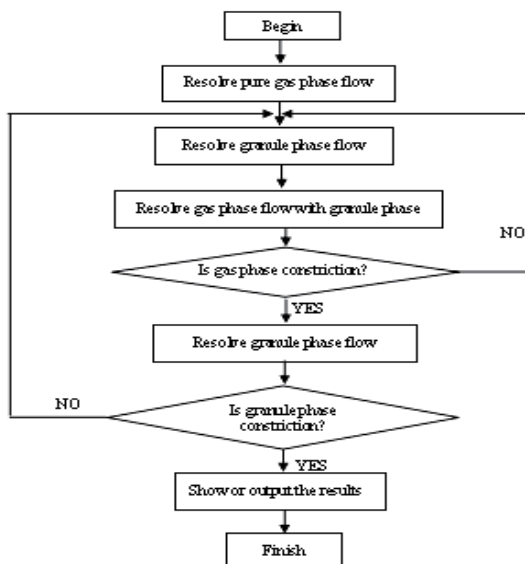 Begin
Resolve pure gas phase flow
Resolve granule phase flow
Resolve gas phase flow with granule phase
NO
Is gas phase constriction?
YES
Resolve granule phase flow
NO
Is granule phase
constriction?
YES
Show or output the results
Finish